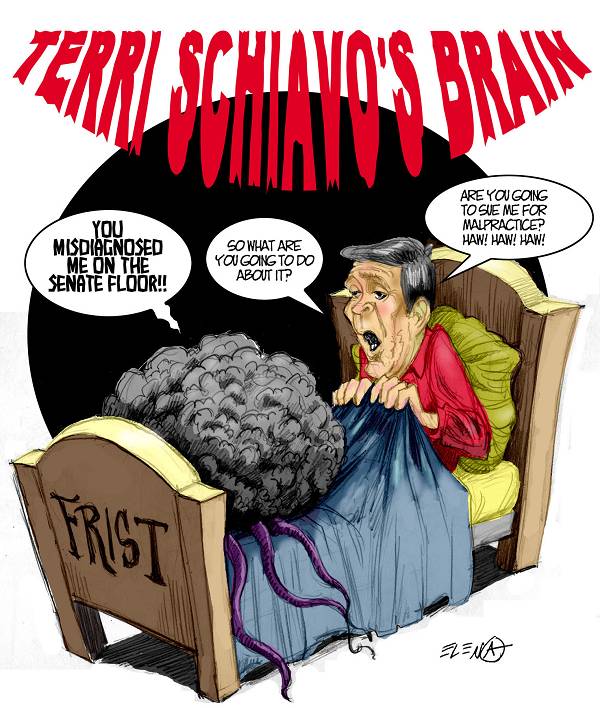 TERRI SCHIAVO'S BRAIN
YOU
MISDIAGNOSED
ME ON THE
SENATE FLOOR!!
SO WHAT ARE
YOU GOING TO DO
ABOUT IT?
ARE YOU GOING
TO SUE ME FOR
MALPRACTICE?
HAW! HAW! HAW!
FRIST
ELENA